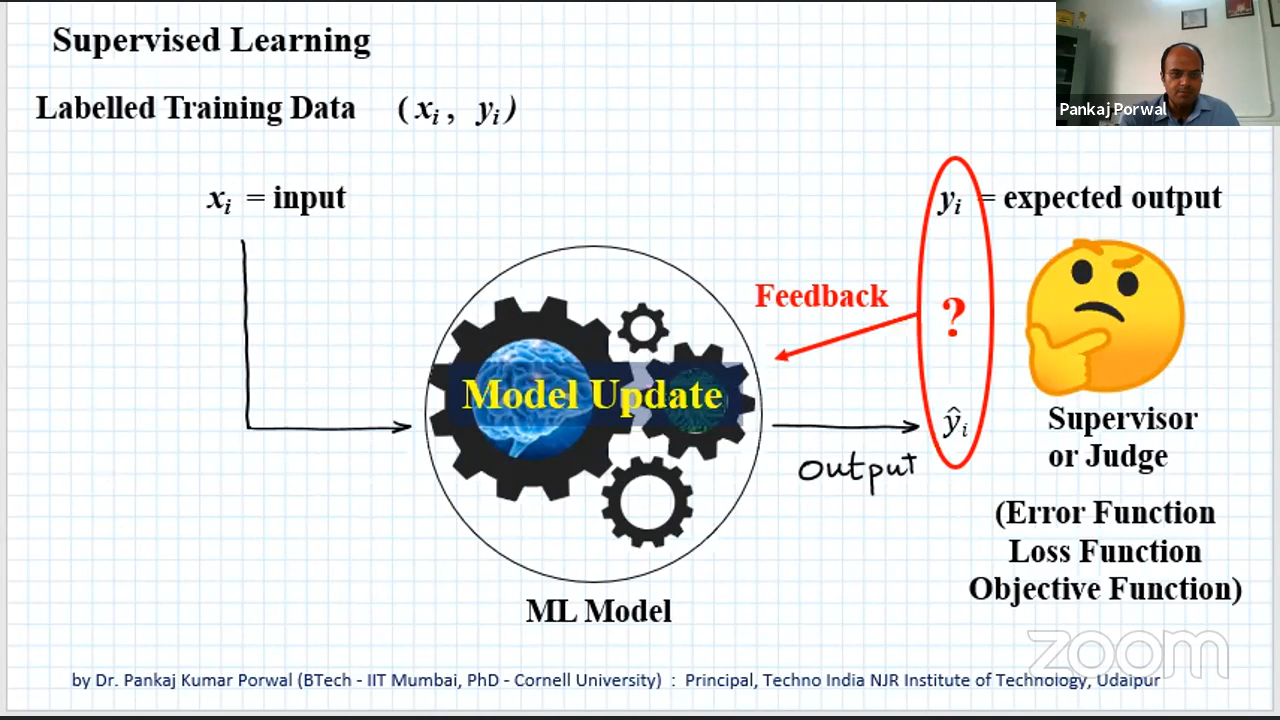 Supervised Learning
Pankaj Porwal
Labelled Training Data ( xᵢ , yᵢ )
xᵢ = input
yᵢ = expected output
Feedback
?
Model Update
ŷᵢ
Output
Supervisor
or Judge
(Error Function
Loss Function
Objective Function)
ML Model
zoom
by Dr. Pankaj Kumar Porwal (BTech - IIT Mumbai, PhD - Cornell University) : Principal, Techno India NJR Institute of Technology, Udaipur